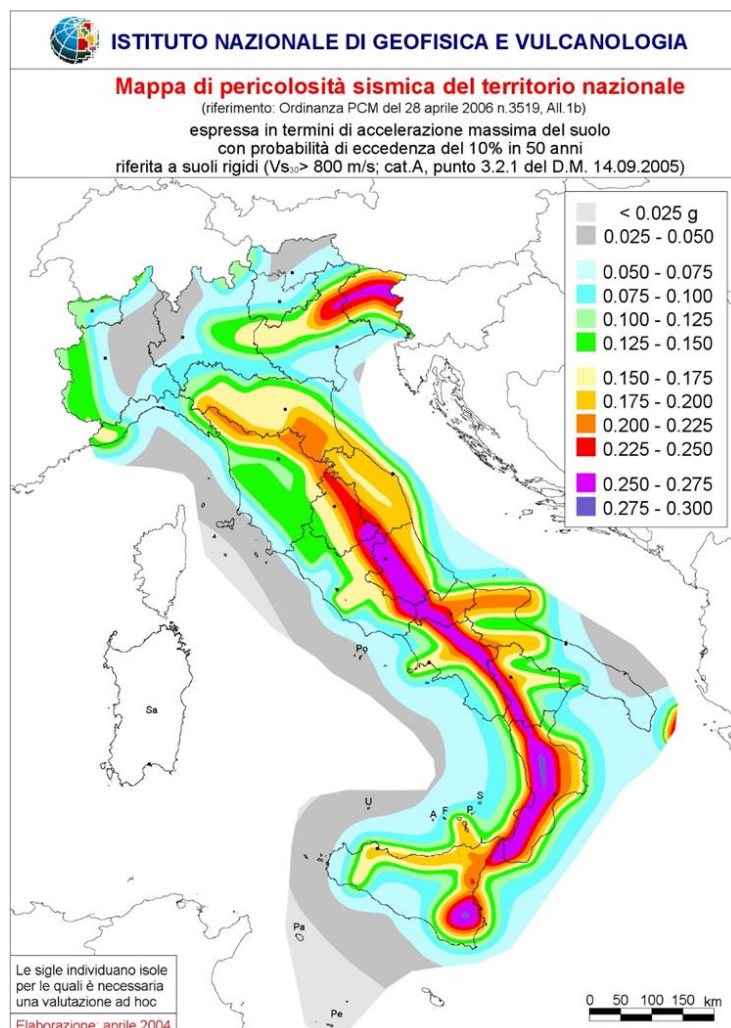 ISTITUTO NAZIONALE DI GEOFISICA E VULCANOLOGIA
Mappa di pericolosità sismica del territorio nazionale
(riferimento: Ordinanza PCM del 28 aprile 2006 n.3519, All.1b)
espressa in termini di accelerazione massima del suolo
con probabilità di eccedenza del 10% in 50 anni
riferita a suoli rigidi (Vs30> 800 m/s; cat.A, punto 3.2.1 del D.M. 14.09.2005)
< 0.025 g
0.025 - 0.050
0.050 - 0.075
0.075 - 0.100
0.100 - 0.125
0.125 - 0.150
0.150 - 0.175
0.175 - 0.200
0.200 - 0.225
0.225 - 0.250
0.250 - 0.275
0.275 - 0.300
Po
Sa
U
A
F
P
S
Pa
Pe
Le sigle individuano isole
per le quali è necessaria
una valutazione ad hoc
Elaborazione: aprile 2004
0 50 100 150 km